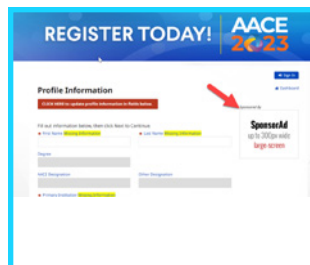 REGISTER TODAY!
AACE
2023
Sign In
Dashboard
Profile Information
CLICK HERE to update profile information in fields below
Sponsored By
Fill out information below, then click Next to Continue.
First Name Missing Information
Last Name Missing Information
SponsorAd
up to 300px wide
large screen
Degree
AACE Designation
Other Designation
Primary Institution Missing Information